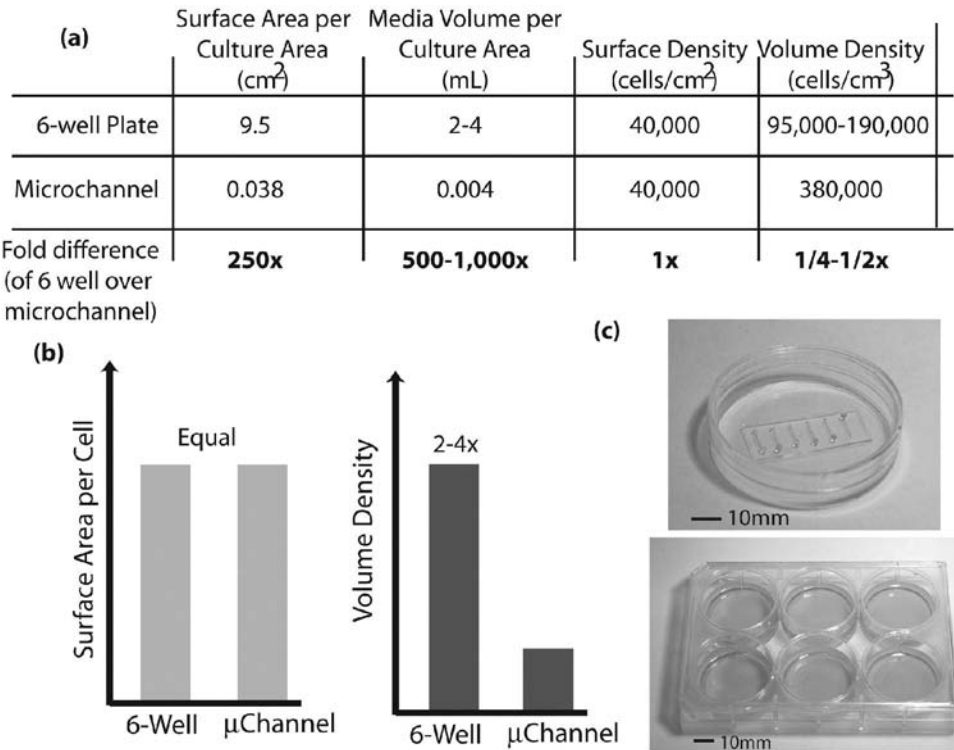 (a)
Surface Area per Culture Area (cm2)
Media Volume per Culture Area (mL)
Surface Density (cells/cm2)
Volume Density (cells/cm3)
6-well Plate 9.5 2-4 40,000 95,000-190,000
Microchannel 0.038 0.004 40,000 380,000
Fold difference (of 6 well over microchannel) 250x 500-1,000x 1x 1/4-1/2x
(b)
Surface Area per Cell
Equal
6-Well μChannel
Volume Density
2-4x
6-Well μChannel
(c)
10mm
10mm